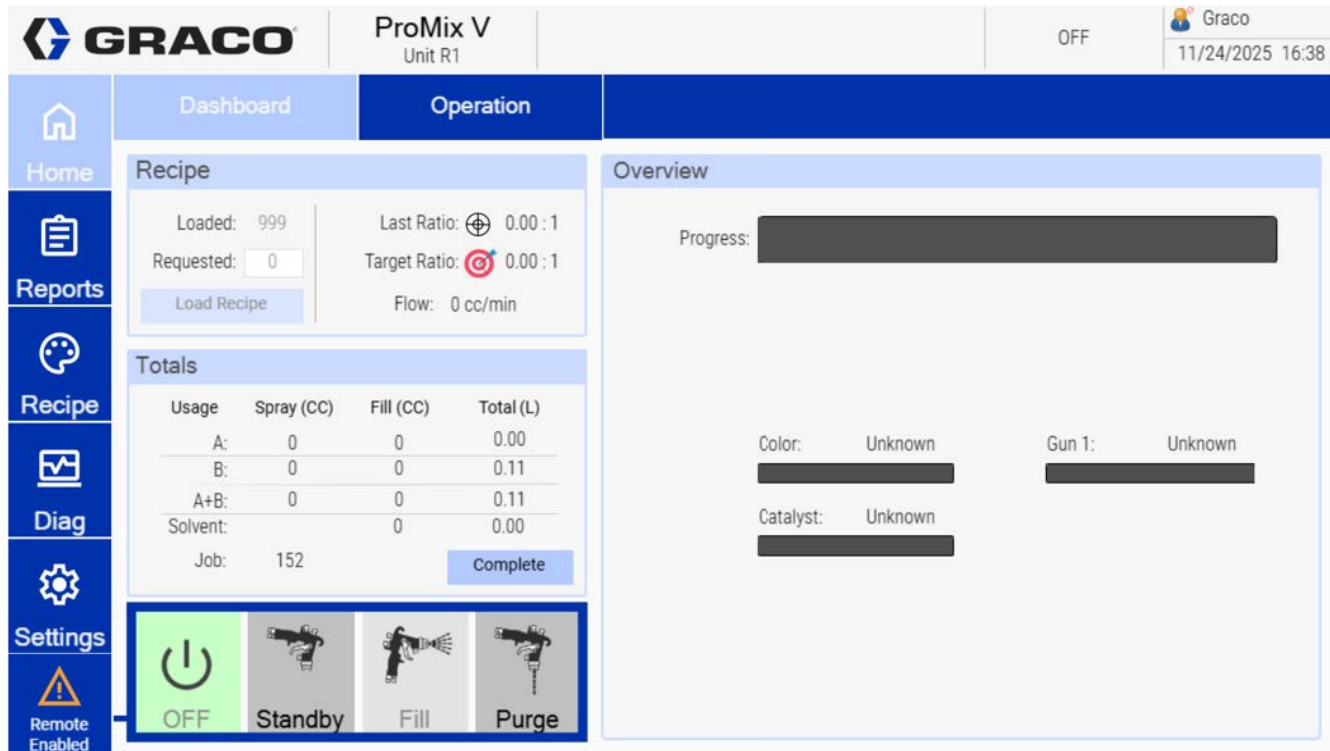 GRACO
ProMix V
Unit R1
OFF
Graco
11/24/2025 16:38
Home
Reports
Recipe
Diag
Settings
Remote
Enabled
Dashboard
Operation
Recipe
Loaded: 999
Requested: 0
Load Recipe
Last Ratio: 0.00 : 1
Target Ratio: 0.00 : 1
Flow: 0 cc/min
Totals
Usage Spray (CC) Fill (CC) Total (L)
A: 0 0 0.00
B: 0 0 0.11
A+B: 0 0 0.11
Solvent: 0 0.00
Job: 152 Complete
OFF
Standby
Fill
Purge
Overview
Progress:
Color: Unknown
Gun 1: Unknown
Catalyst: Unknown